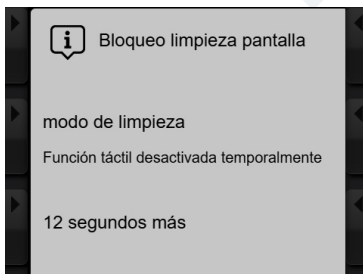 Bloqueo limpieza pantalla
modo de limpieza
Función táctil desactivada temporalmente
12 segundos más